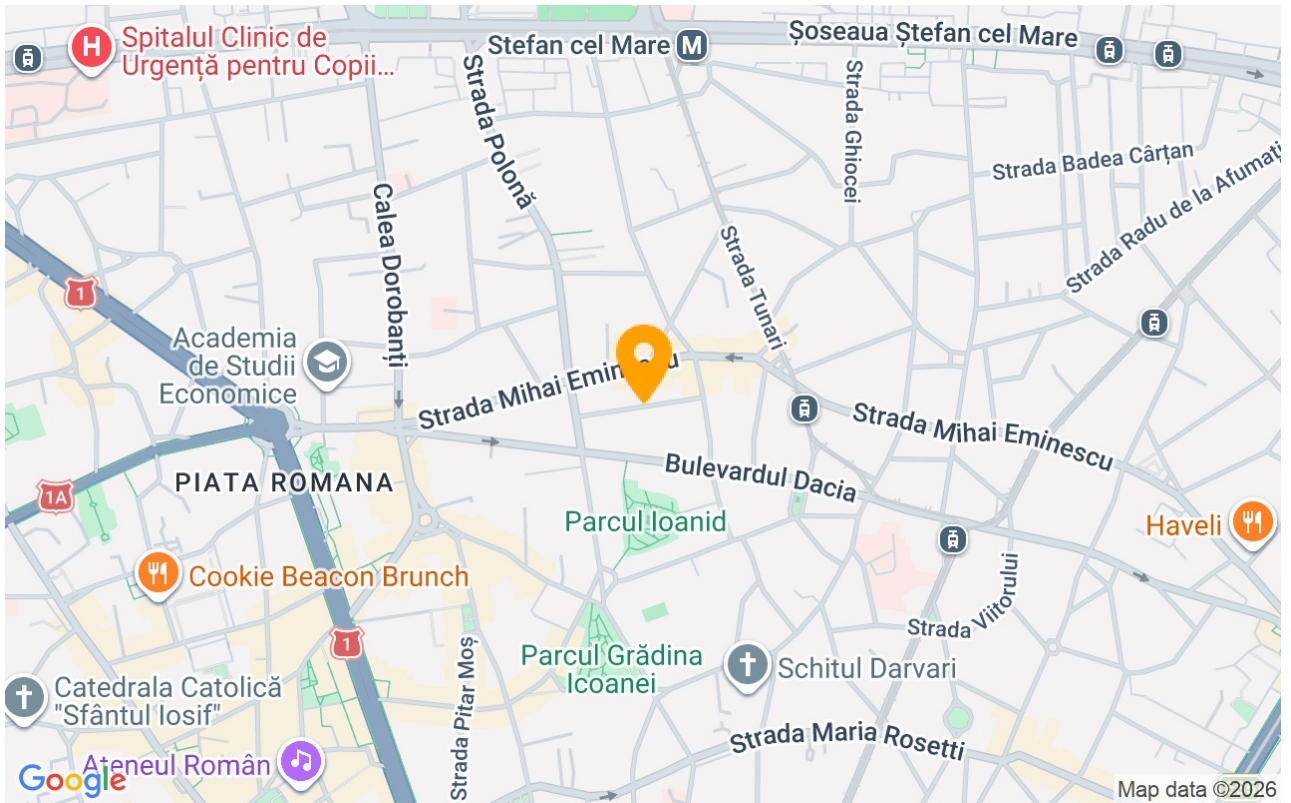 H
Spitalul Clinic de
Urgență pentru Copii...
Ștefan cel Mare
M
Șoseaua Ștefan cel Mare
Strada Polonă
Strada Ghiocei
Strada Badea Cârțan
Strada Radu de la Afumați
Calea Dorobanți
Strada Tunari
1
Academia
de Studii
Economice
Strada Mihai Eminescu
Strada Mihai Eminescu
PIATA ROMANA
1A
Bulevardul Dacia
Parcul Ioanid
Haveli
Cookie Beacon Brunch
Strada Viitorului
1
Strada Pitar Moș
Parcul Grădina
Icoanei
Schitul Darvari
Catedrala Catolică
"Sfântul Iosif"
Strada Maria Rosetti
Ateneul Român
Google
Map data ©2026